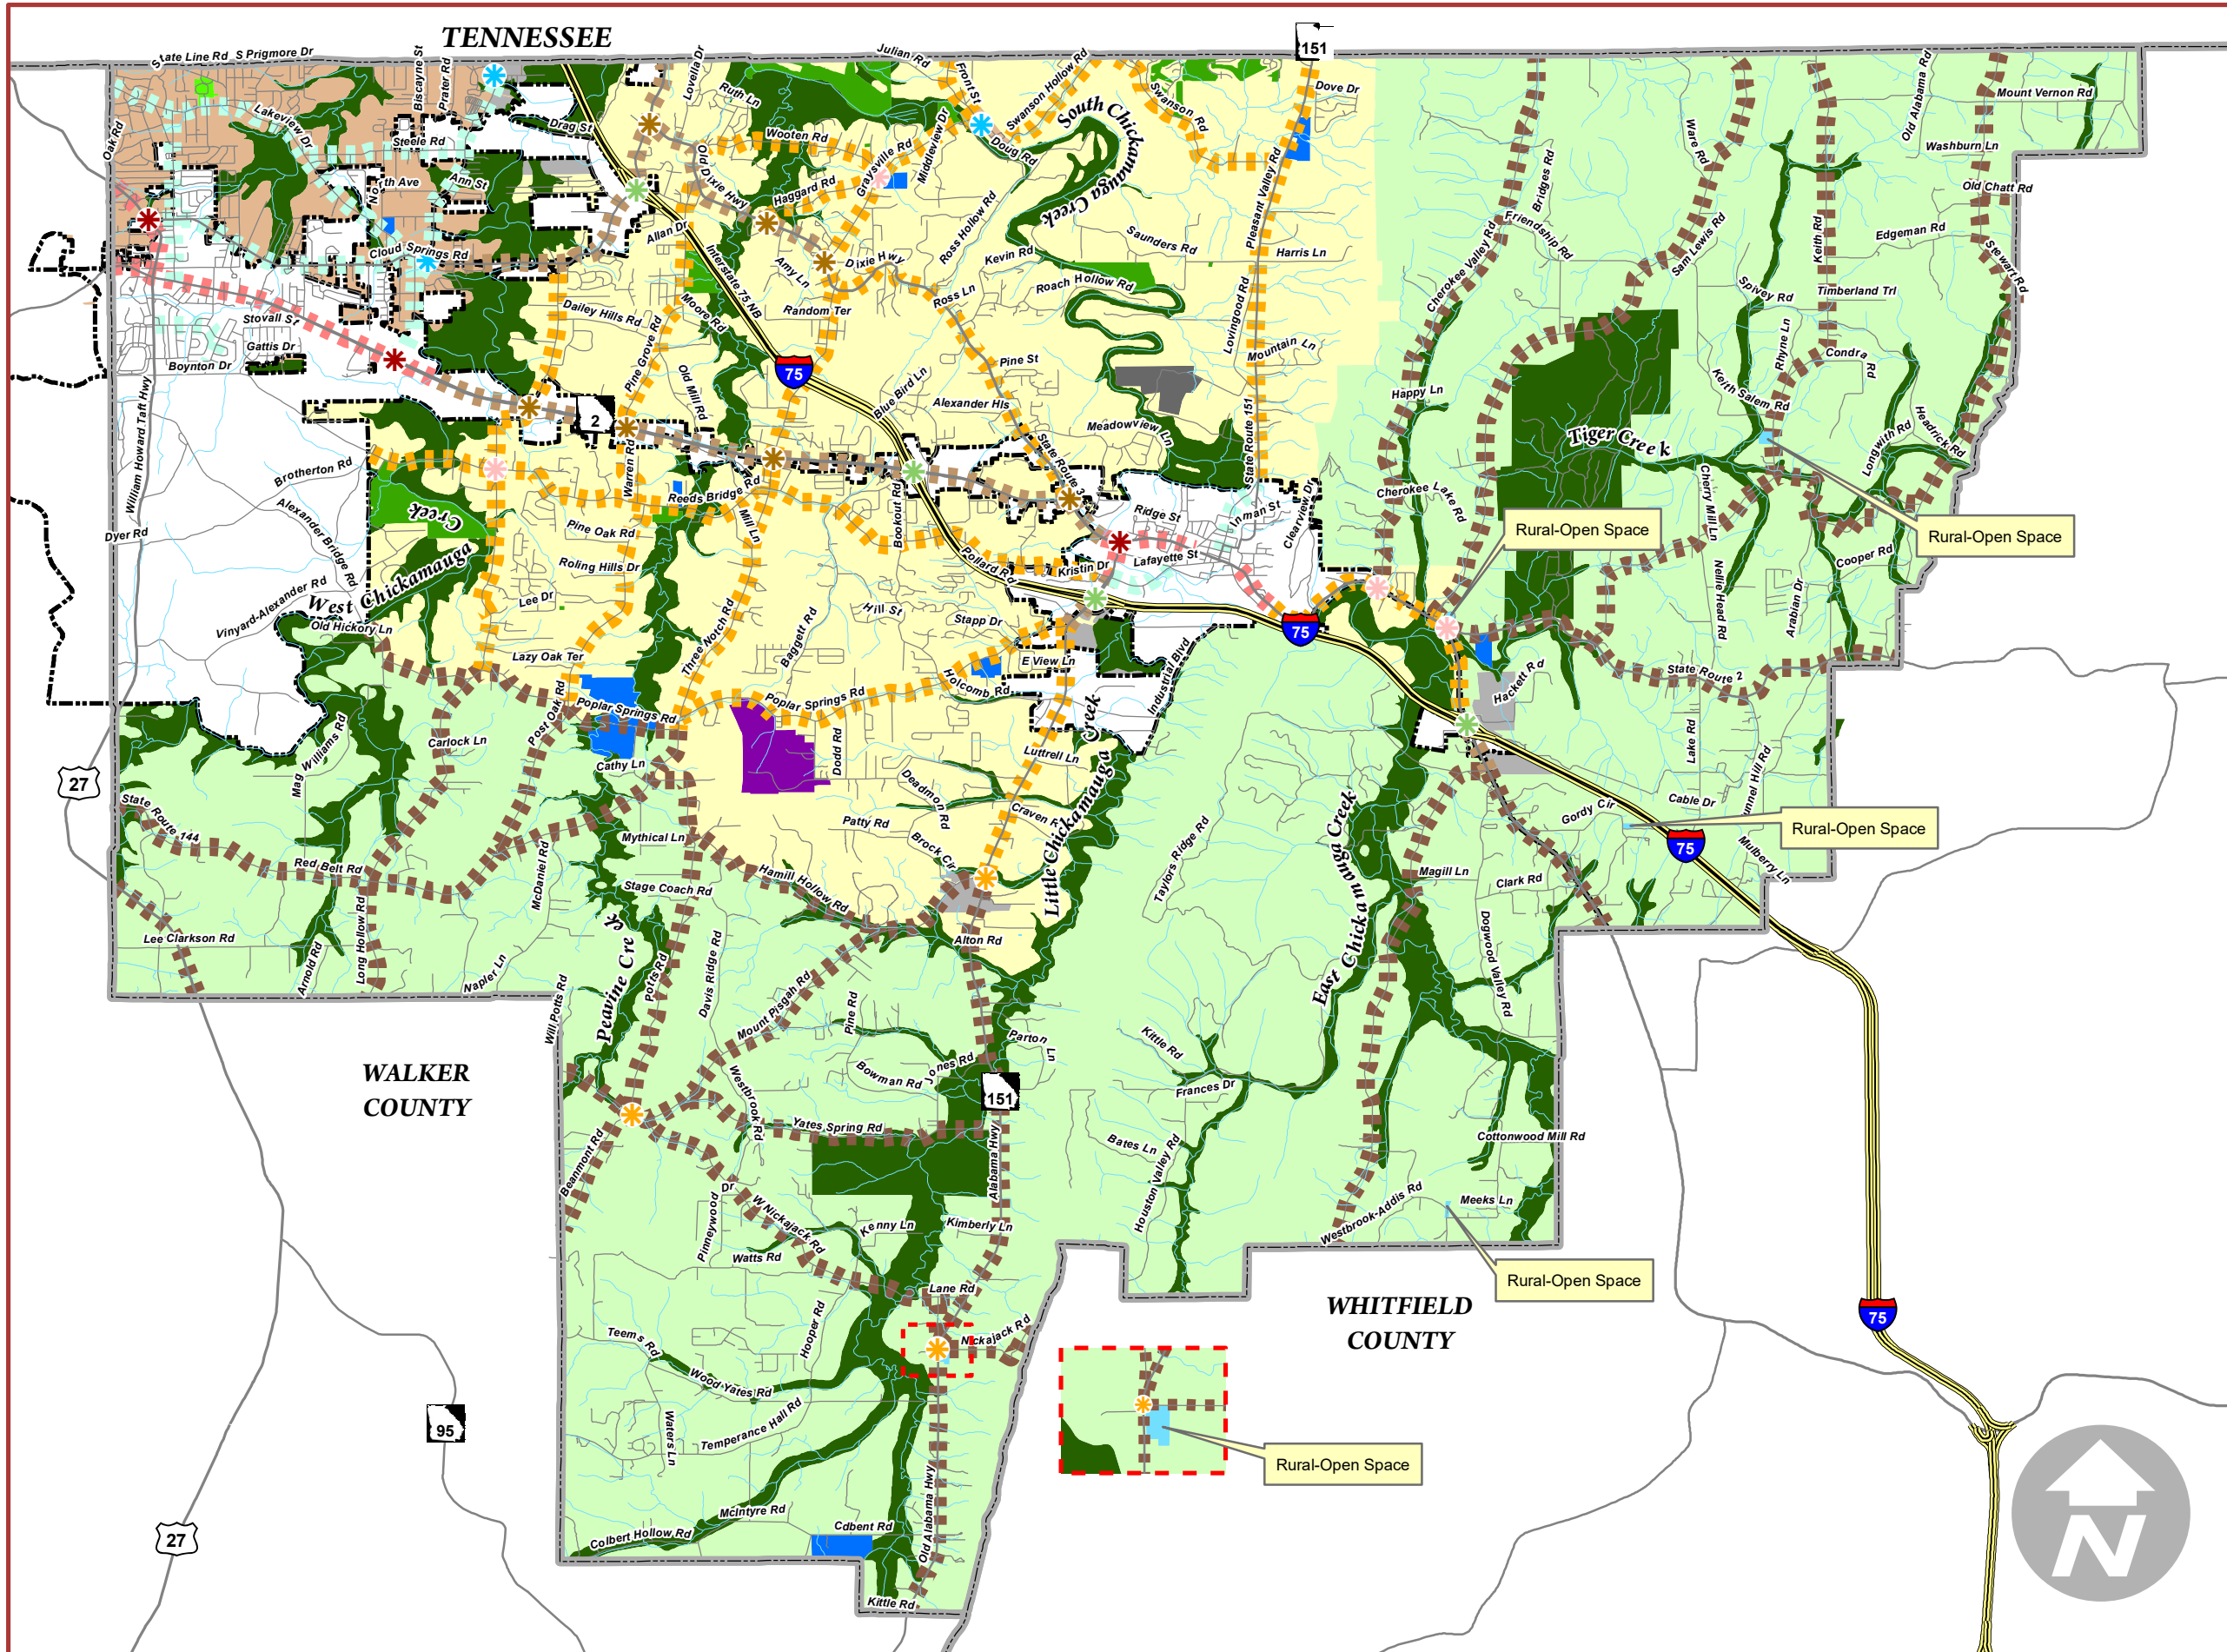 TENNESSEE
151
State Line Rd
S Prigmore Dr
Biscayne St
Prator Rd
Lovella Dr
Julian Rd
Front St
Swanson Hollow Rd
South Chickamauga Creek
Swanson Rd
Dove Dr
Ware Rd
Old Alabama Rd
Mount Vernon Rd
Oak Rd
Lakeview Dr
Steele Rd
Drag St
Ruth Ln
Wooten Rd
Middleview Dr
Doug Rd
Washburn Ln
North Ave
Ann St
Old Dixie Hwy
Haggard Rd
Graysville Rd
Pleasant Valley Rd
Bridges Rd
Friendship Rd
Old Chatt Rd
Cloud Springs Rd
Allan Dr
Interstate 75 NB
Amy Ln
Dixie Hwy
Ross Hollow Rd
Kevin Rd
Saunders Rd
Harris Ln
Cherokee Valley Rd
Sam Lewis Rd
Keith Rd
Edgeman Rd
Stewart Rd
Roach Hollow Rd
Spivey Rd
Timberland Trl
Stovall St
Gattis Dr
Boynton Dr
Dailey Hills Rd
Moore Rd
Random Ter
Ross Ln
Lovingood Rd
Mountain Ln
Rhyne Ln
Condra Rd
William Howard Taft Hwy
Pine Grove Rd
Old Mill Rd
75
Pine St
Blue Bird Ln
Alexander Hls
Happy Ln
Keith Salem Rd
2
Meadowview Ln
State Route 151
Tiger Creek
Longwith Rd
Headrick Rd
Brotherton Rd
Warren Rd
Reeds Bridge Rd
State Route 3
Cherokee Lake Rd
Cherry Mill Ln
Alexander Bridge Rd
Creek
Pine Oak Rd
Mill Ln
Bookout Rd
Ridge St
Inman St
Clearview Dr
Rural-Open Space
Rural-Open Space
Dyer Rd
West Chickamauga
Roling Hills Dr
Pollard Rd
Kristin Dr
Lafayette St
Cooper Rd
Vinyard-Alexander Rd
Old Hickory Ln
Lee Dr
Three Notch Rd
Baggett Rd
Hill St
Stapp Dr
75
Nellie Head Rd
Arabian Dr
Lazy Oak Ter
E View Ln
Holcomb Rd
Industrial Blvd
Hackett Rd
State Route 2
Poplar Springs Rd
Poplar Springs Rd
Post Oak Rd
Carlock Ln
Mag Williams Rd
Cathy Ln
Dodd Rd
Luttrell Ln
Little Chickamauga Creek
Lake Rd
27
State Route 144
Deadmon Rd
Craven R
Cable Dr
Gordy Cir
unnel Hill Rd
Rural-Open Space
75
Mythical Ln
Patty Rd
Brock Cir
Taylors Ridge Rd
East Chickamauga Creek
Mulberry Ln
Red Belt Rd
McDaniel Rd
Stage Coach Rd
Hamill Hollow Rd
Magill Ln
Clark Rd
Lee Clarkson Rd
Long Hollow Rd
Arnold Rd
Napier Ln
Peavine Creek
Potts Rd
Davis Ridge Rd
Alton Rd
Dogwood Valley Rd
Will Potts Rd
Mount Pisgah Rd
Pine Rd
Parton Ln
Kittle Rd
WALKER
COUNTY
Westbrook Rd
Bowman Rd
Jones Rd
151
Frances Dr
Yates Spring Rd
Beanmont Rd
Alabama Hwy
Bates Ln
Houston Valley Rd
Cottonwood Mill Rd
Pinneywood Dr
W Nickajack Rd
Kenny Ln
Kimberly Ln
Westbrook-Addis Rd
Meeks Ln
Watts Rd
Lane Rd
Rural-Open Space
WHITFIELD
COUNTY
75
Teems Rd
Hooper Rd
Nickajack Rd
Wood Yates Rd
Waters Ln
Temperance Hall Rd
95
Rural-Open Space
Old Alabama Hwy
McIntyre Rd
Colbert Hollow Rd
Cdbent Rd
27
Kittle Rd
N